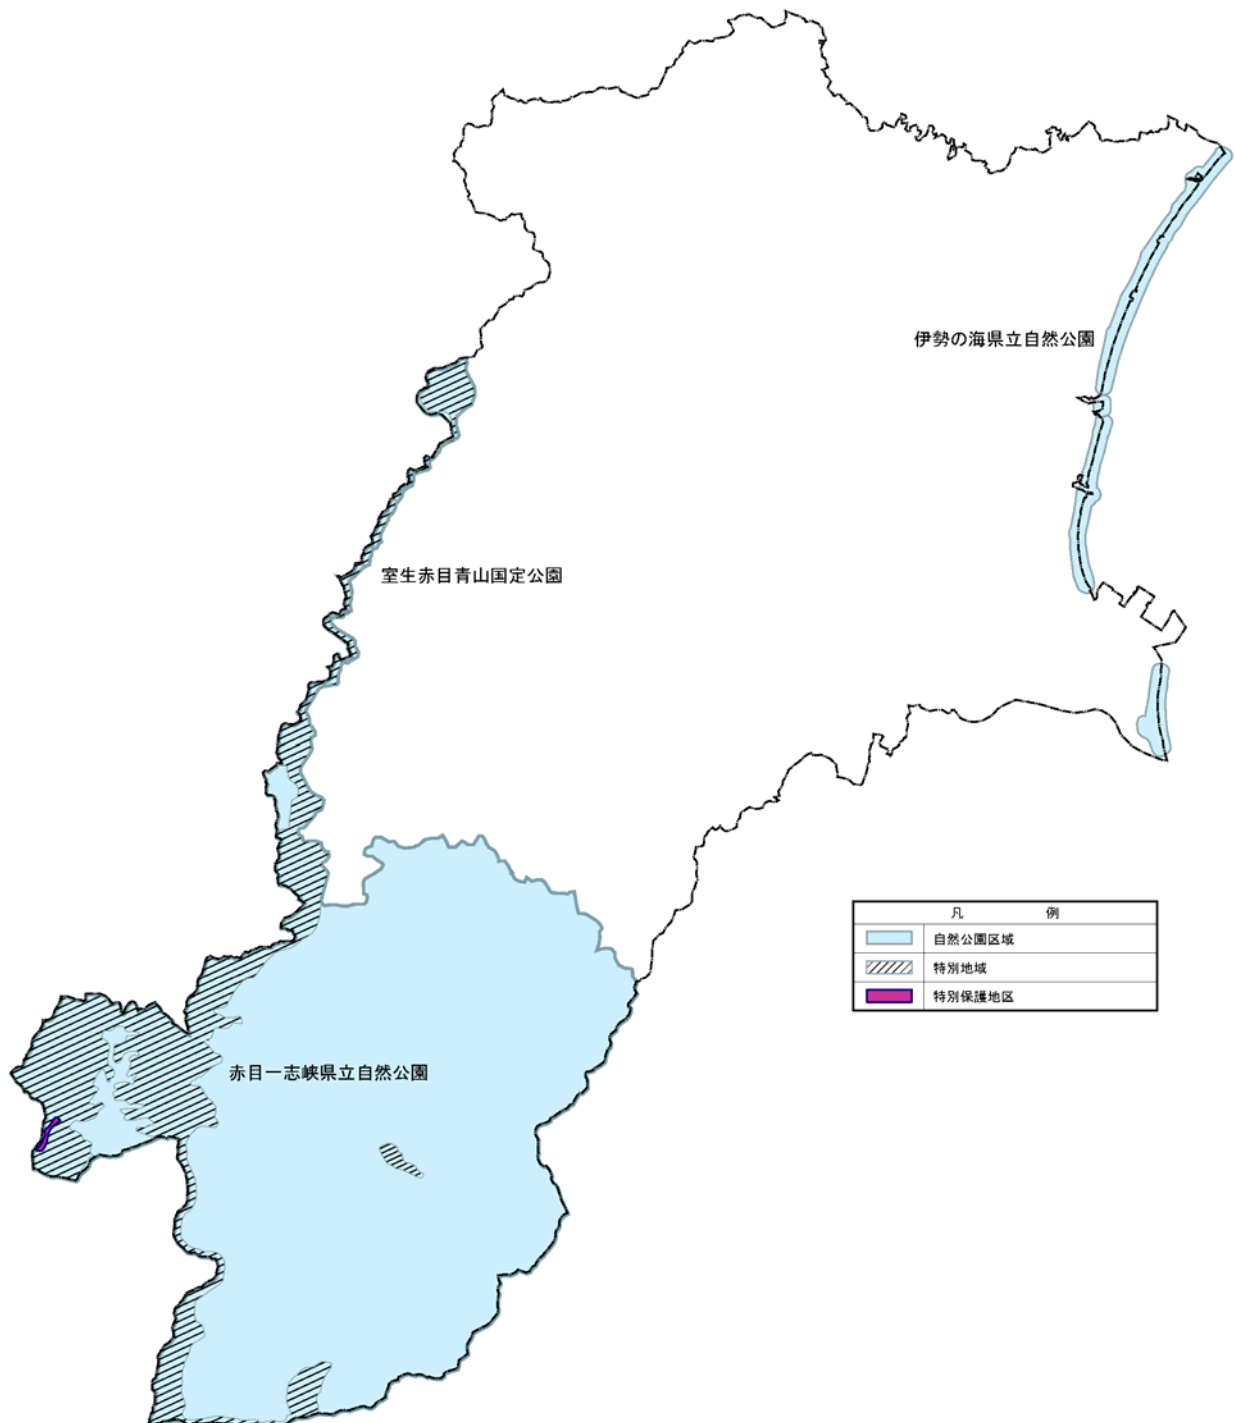 伊勢の海県立自然公園
室生赤目青山国定公園
凡例
自然公園区域
特別地域
特別保護地区
赤目一志峡県立自然公園